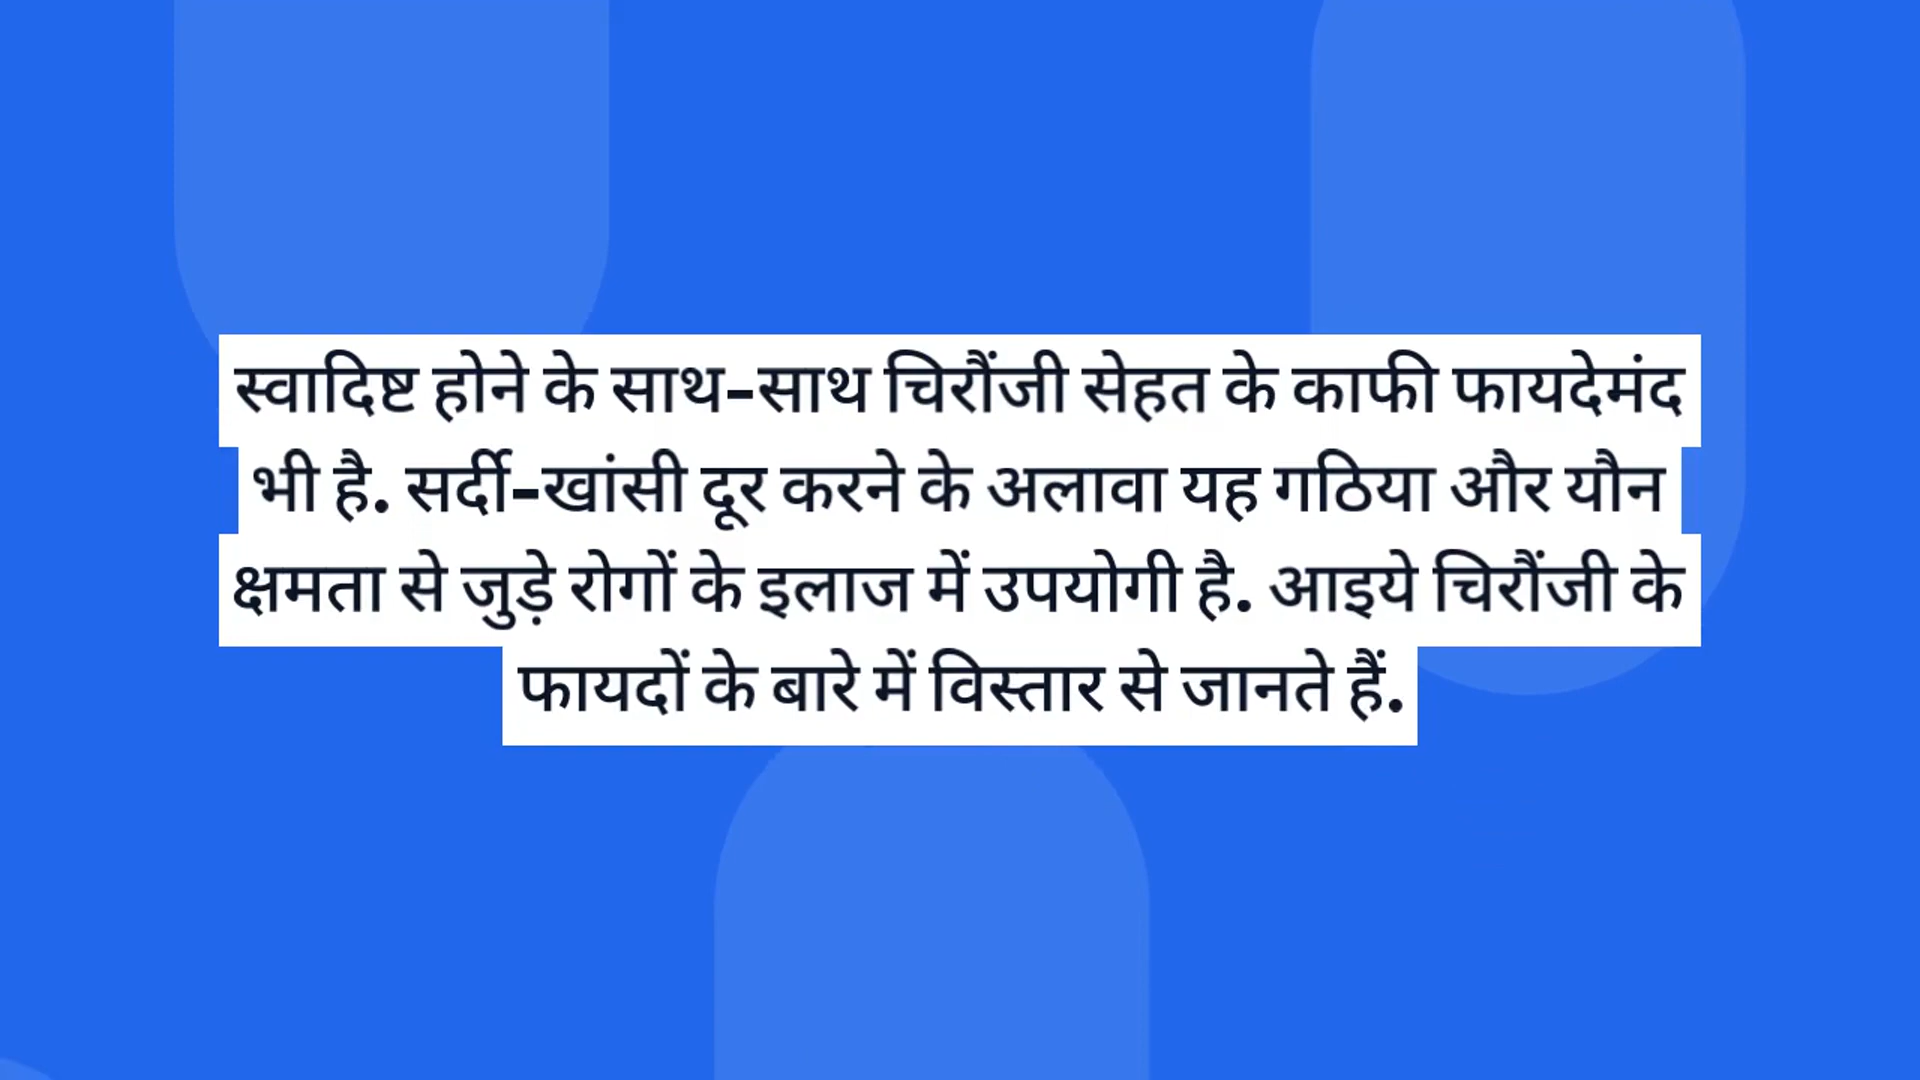 स्वादिष्ट होने के साथ-साथ चिरौंजी सेहत के काफी फायदेमंद
भी है. सर्दी-खांसी दूर करने के अलावा यह गठिया और यौन
क्षमता से जुड़े रोगों के इलाज में उपयोगी है. आइये चिरौंजी के
फायदों के बारे में विस्तार से जानते हैं.